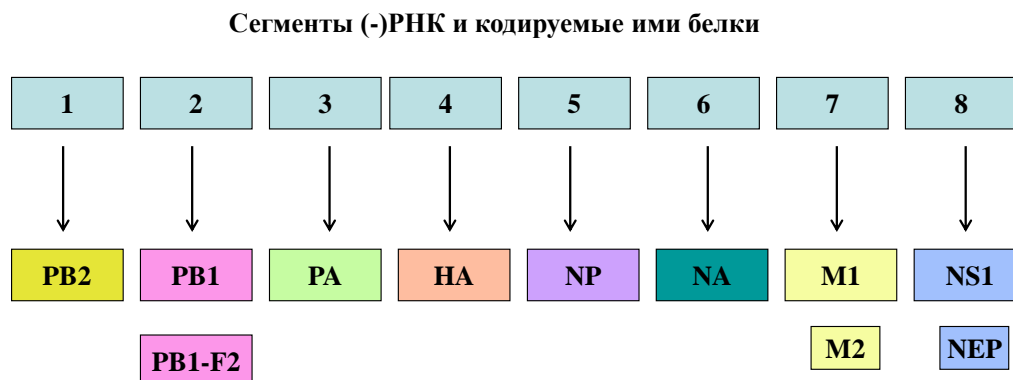 Сегменты (-)РНК и кодируемые ими белки
1 2 3 4 5 6 7 8
PB2 PB1 PA HA NP NA M1 NS1
PB1-F2 M2 NEP